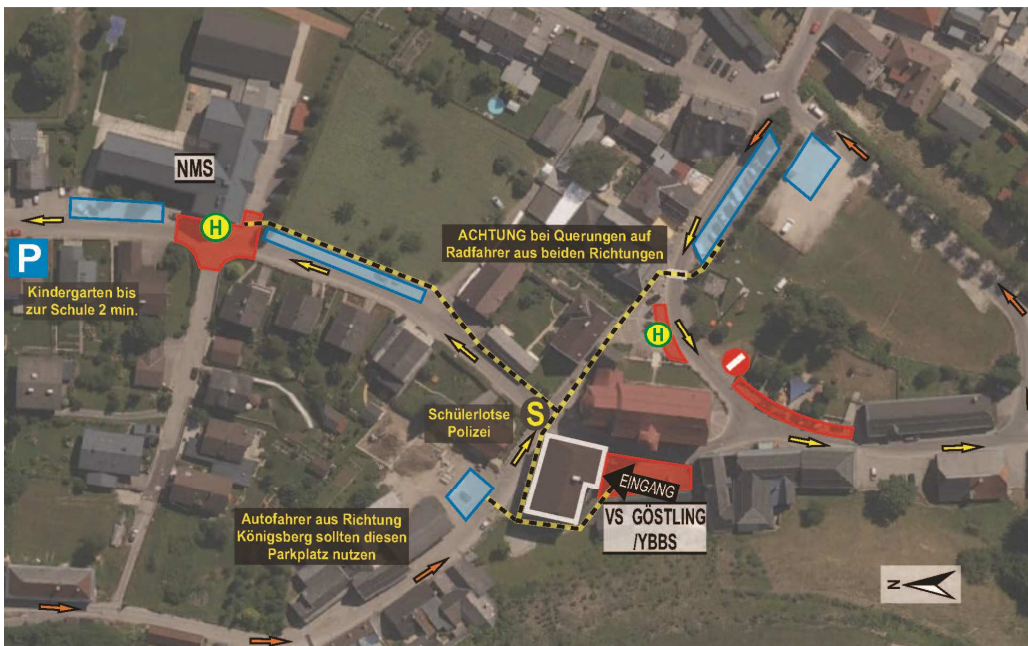 NMS
H
P
Kindergarten bis
zur Schule 2 min.
ACHTUNG bei Querungen auf
Radfahrer aus beiden Richtungen
H
Schülerlotse
Polizei
S
EINGANG
VS GÖSTLING
/YBBS
Autofahrer aus Richtung
Königsberg sollten diesen
Parkplatz nutzen
N